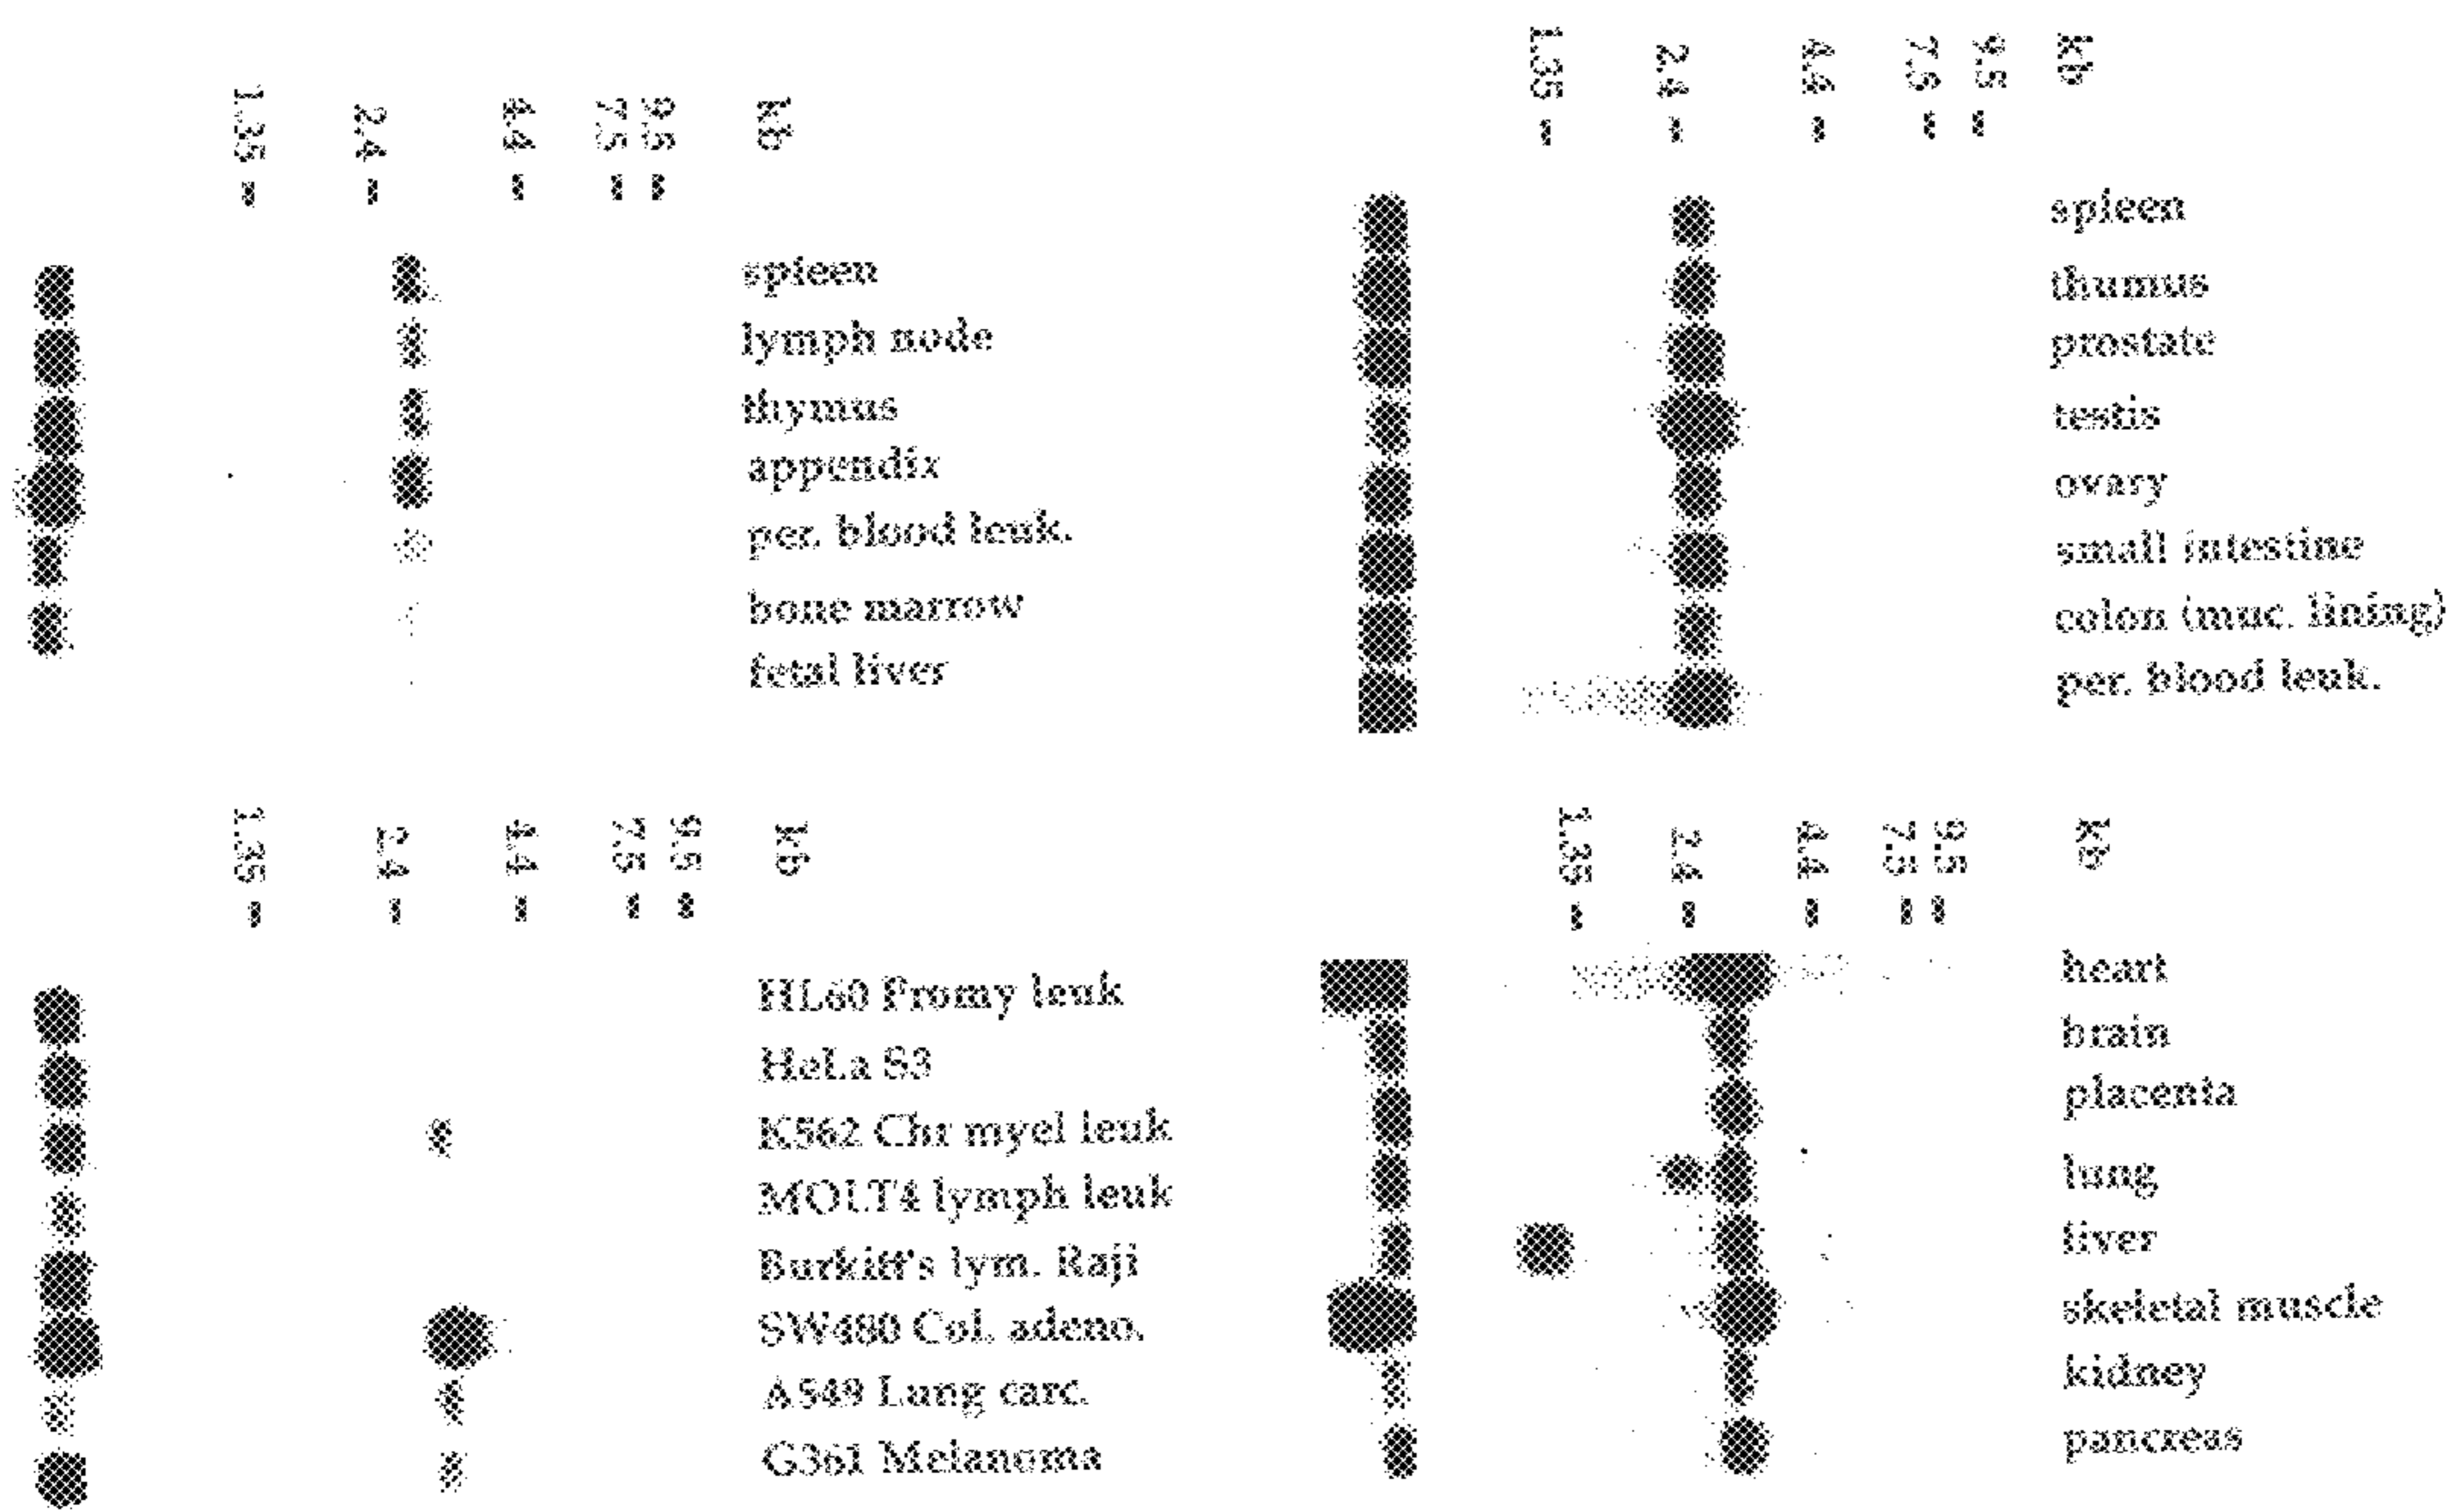 1.35
2.4
4.4
7.5
9.5
kb
spleen
lymph node
thymus
appendix
per. blood leuk.
bone marrow
fetal liver
1.35
2.4
4.4
7.5
9.5
kb
spleen
thumus
prostate
testis
ovary
small intestine
colon (muc. lining)
per. blood leuk.
1.35
2.4
4.4
7.5
9.5
kb
HL60 Promy leuk
HeLa S3
K562 Chr myel leuk
MOLT4 lymph leuk
Burkitt's lym. Raji
SW480 Col. adeno.
A549 Lung carc.
G361 Melanoma
1.35
2.4
4.4
7.5
9.5
kb
heart
brain
placenta
lung
liver
skeletal muscle
kidney
pancreas